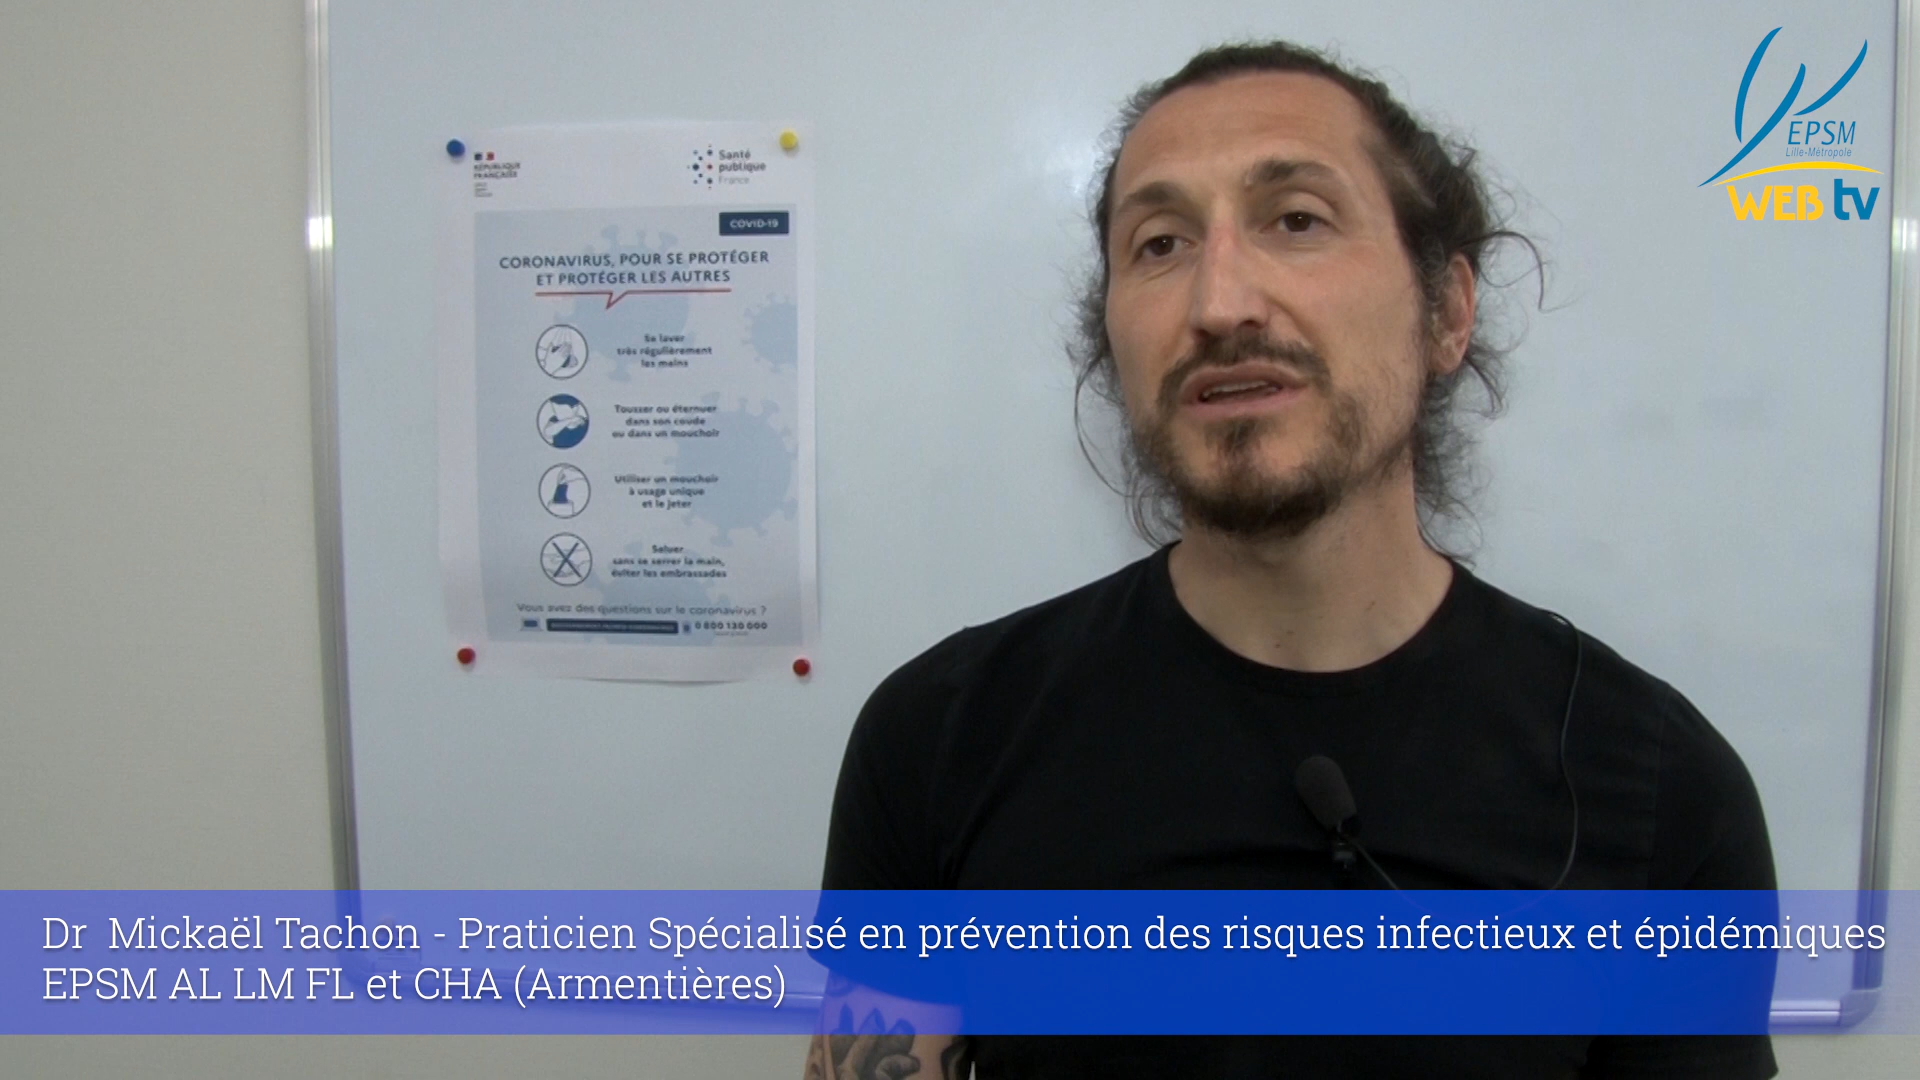 EPSM
Lille-Métropole
WEB tv
RÉPUBLIQUE
FRANÇAISE
Santé
publique
France
COVID-19
CORONAVIRUS, POUR SE PROTÉGER
ET PROTÉGER LES AUTRES
Se laver
très régulièrement
les mains
Tousser ou éternuer
dans son coude
ou dans un mouchoir
Utiliser un mouchoir
à usage unique
et le jeter
Saluer
sans se serrer la main,
éviter les embrassades
Vous avez des questions sur le coronavirus ?
0 800 130 000
Dr Mickaël Tachon - Praticien Spécialisé en prévention des risques infectieux et épidémiques
EPSM AL LM FL et CHA (Armentières)